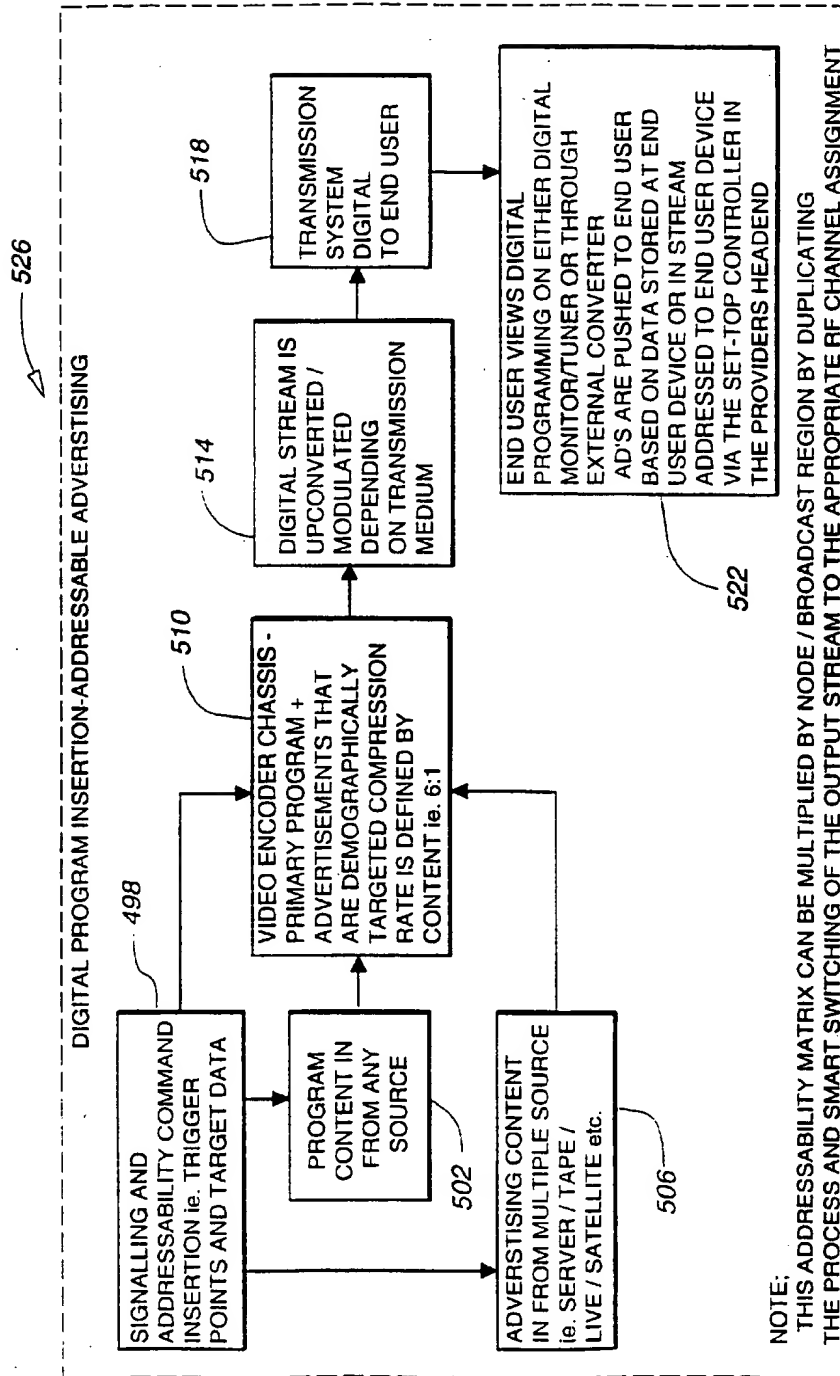 526
DIGITAL PROGRAM INSERTION-ADDRESSABLE ADVERSTISING
498
SIGNALLING AND
ADDRESSABILITY COMMAND
INSERTION ie. TRIGGER
POINTS AND TARGET DATA
PROGRAM
CONTENT IN
FROM ANY
SOURCE
502
ADVERSTISING CONTENT
IN FROM MULTIPLE SOURCE
ie. SERVER / TAPE /
LIVE / SATELLITE etc.
506
510
VIDEO ENCODER CHASSIS -
PRIMARY PROGRAM +
ADVERTISEMENTS THAT
ARE DEMOGRAPHICALLY
TARGETED COMPRESSION
RATE IS DEFINED BY
CONTENT ie. 6:1
514
DIGITAL STREAM IS
UPCONVERTED /
MODULATED
DEPENDING
ON TRANSMISSION
MEDIUM
518
TRANSMISSION
SYSTEM
DIGITAL
TO END USER
END USER VIEWS DIGITAL
PROGRAMMING ON EITHER DIGITAL
MONITOR/TUNER OR THROUGH
EXTERNAL CONVERTER
AD'S ARE PUSHED TO END USER
BASED ON DATA STORED AT END
USER DEVICE OR IN STREAM
ADDRESSED TO END USER DEVICE
VIA THE SET-TOP CONTROLLER IN
THE PROVIDERS HEADEND
522
NOTE;
THIS ADDRESSABILITY MATRIX CAN BE MULTIPLIED BY NODE / BROADCAST REGION BY DUPLICATING
THE PROCESS AND SMART SWITCHING OF THE OUTPUT STREAM TO THE APPROPRIATE RF CHANNEL ASSIGNMENT